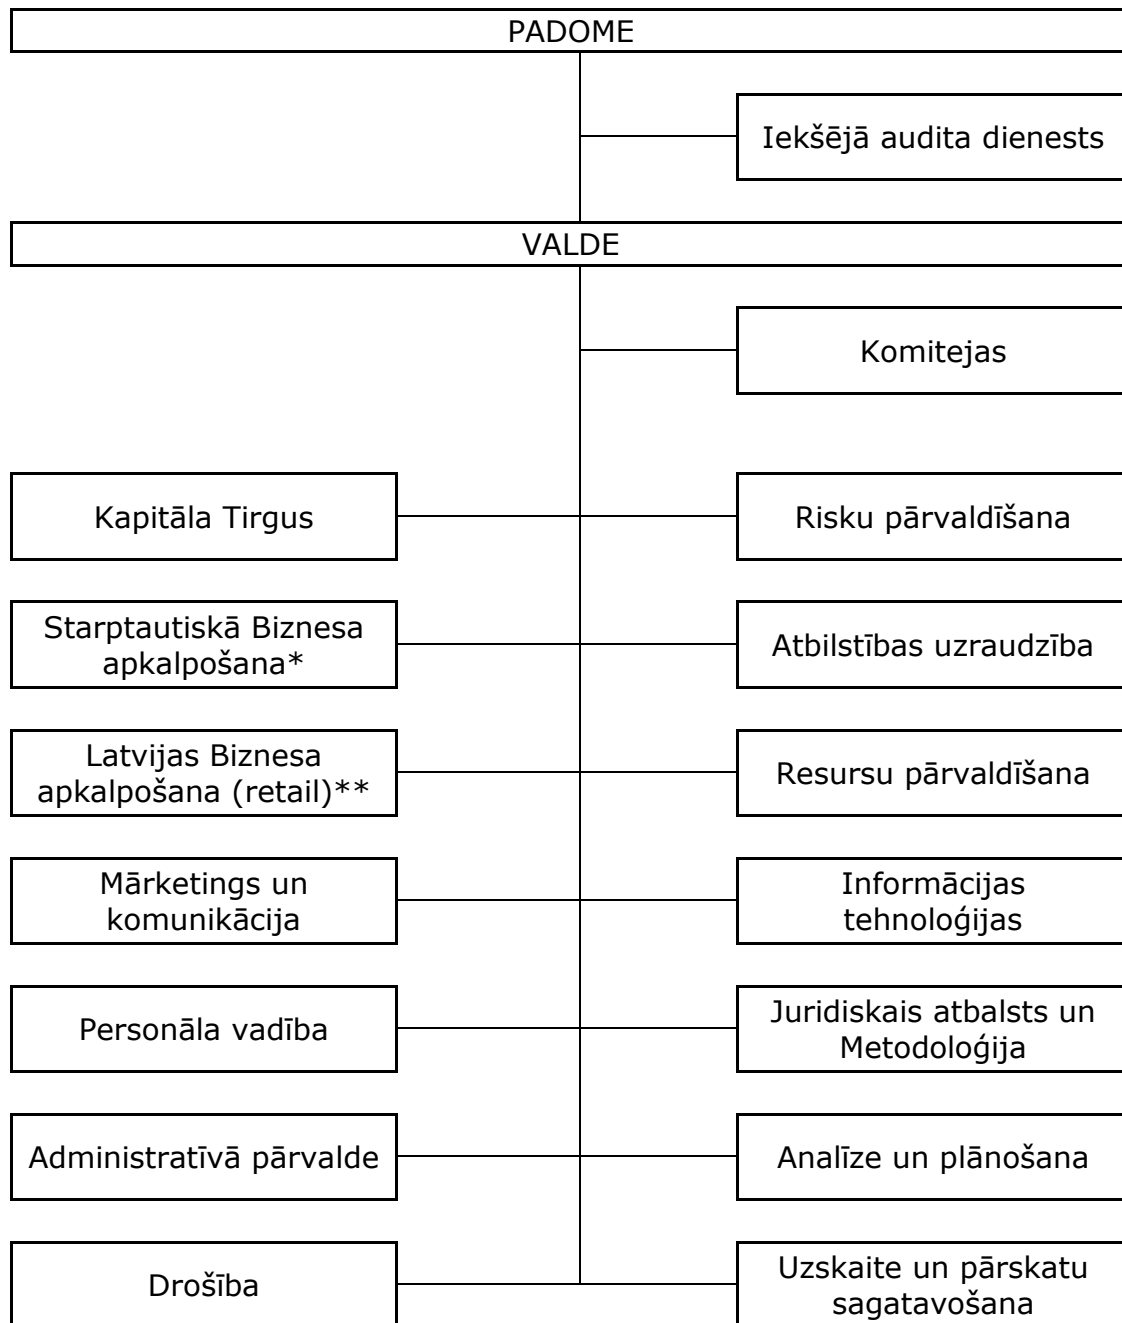 PADOME
Iekšējā audita dienests
VALDE
Komitejas
Kapitāla Tirgus
Risku pārvaldīšana
Starptautiskā Biznesa
apkalpošana*
Atbilstības uzraudzība
Latvijas Biznesa
apkalpošana (retail)**
Resursu pārvaldīšana
Mārketings un
komunikācija
Informācijas
tehnoloģijas
Personāla vadība
Juridiskais atbalsts un
Metodoloģija
Administratīvā pārvalde
Analīze un plānošana
Drošība
Uzskaite un pārskatu
sagatavošana